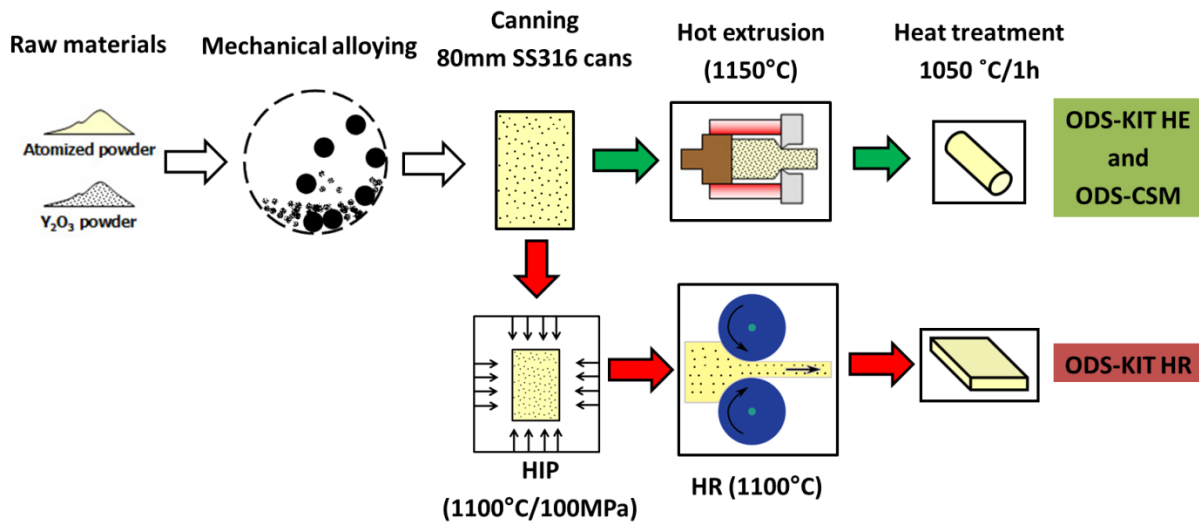 Raw materials
Atomized powder
Y₂O₃ powder
Mechanical alloying
Canning
80mm SS316 cans
Hot extrusion
(1150°C)
Heat treatment
1050 ˚C/1h
ODS-KIT HE
and
ODS-CSM
HIP
(1100°C/100MPa)
HR (1100°C)
ODS-KIT HR